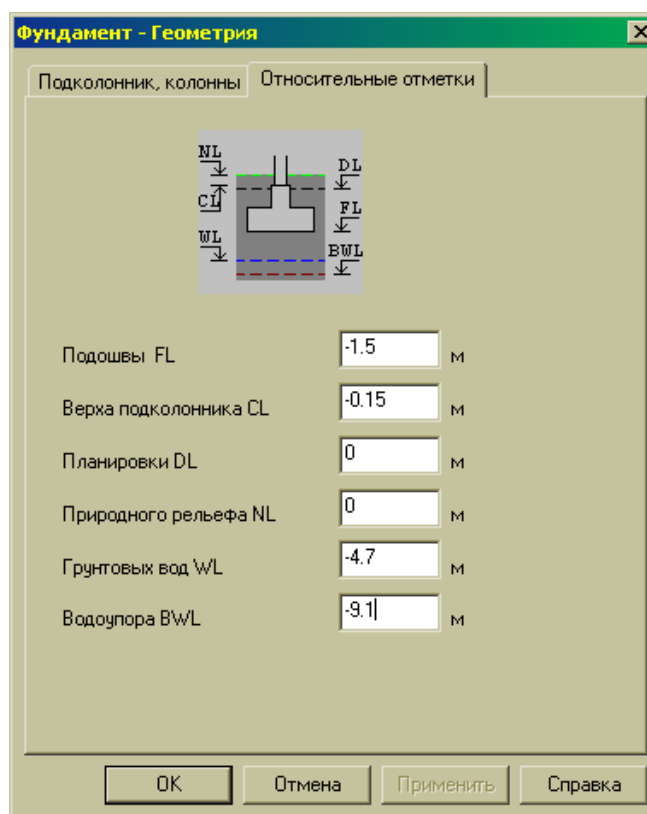 Фундамент - Геометрия
Подколонник, колонны Относительные отметки
NL
DL
CL
FL
WL
BWL
Подошвы FL -1.5 м
Верха подколонника CL -0.15 м
Планировки DL 0 м
Природного рельефа NL 0 м
Грунтовых вод WL -4.7 м
Водоупора BWL -9.1 м
ОК Отмена Применить Справка